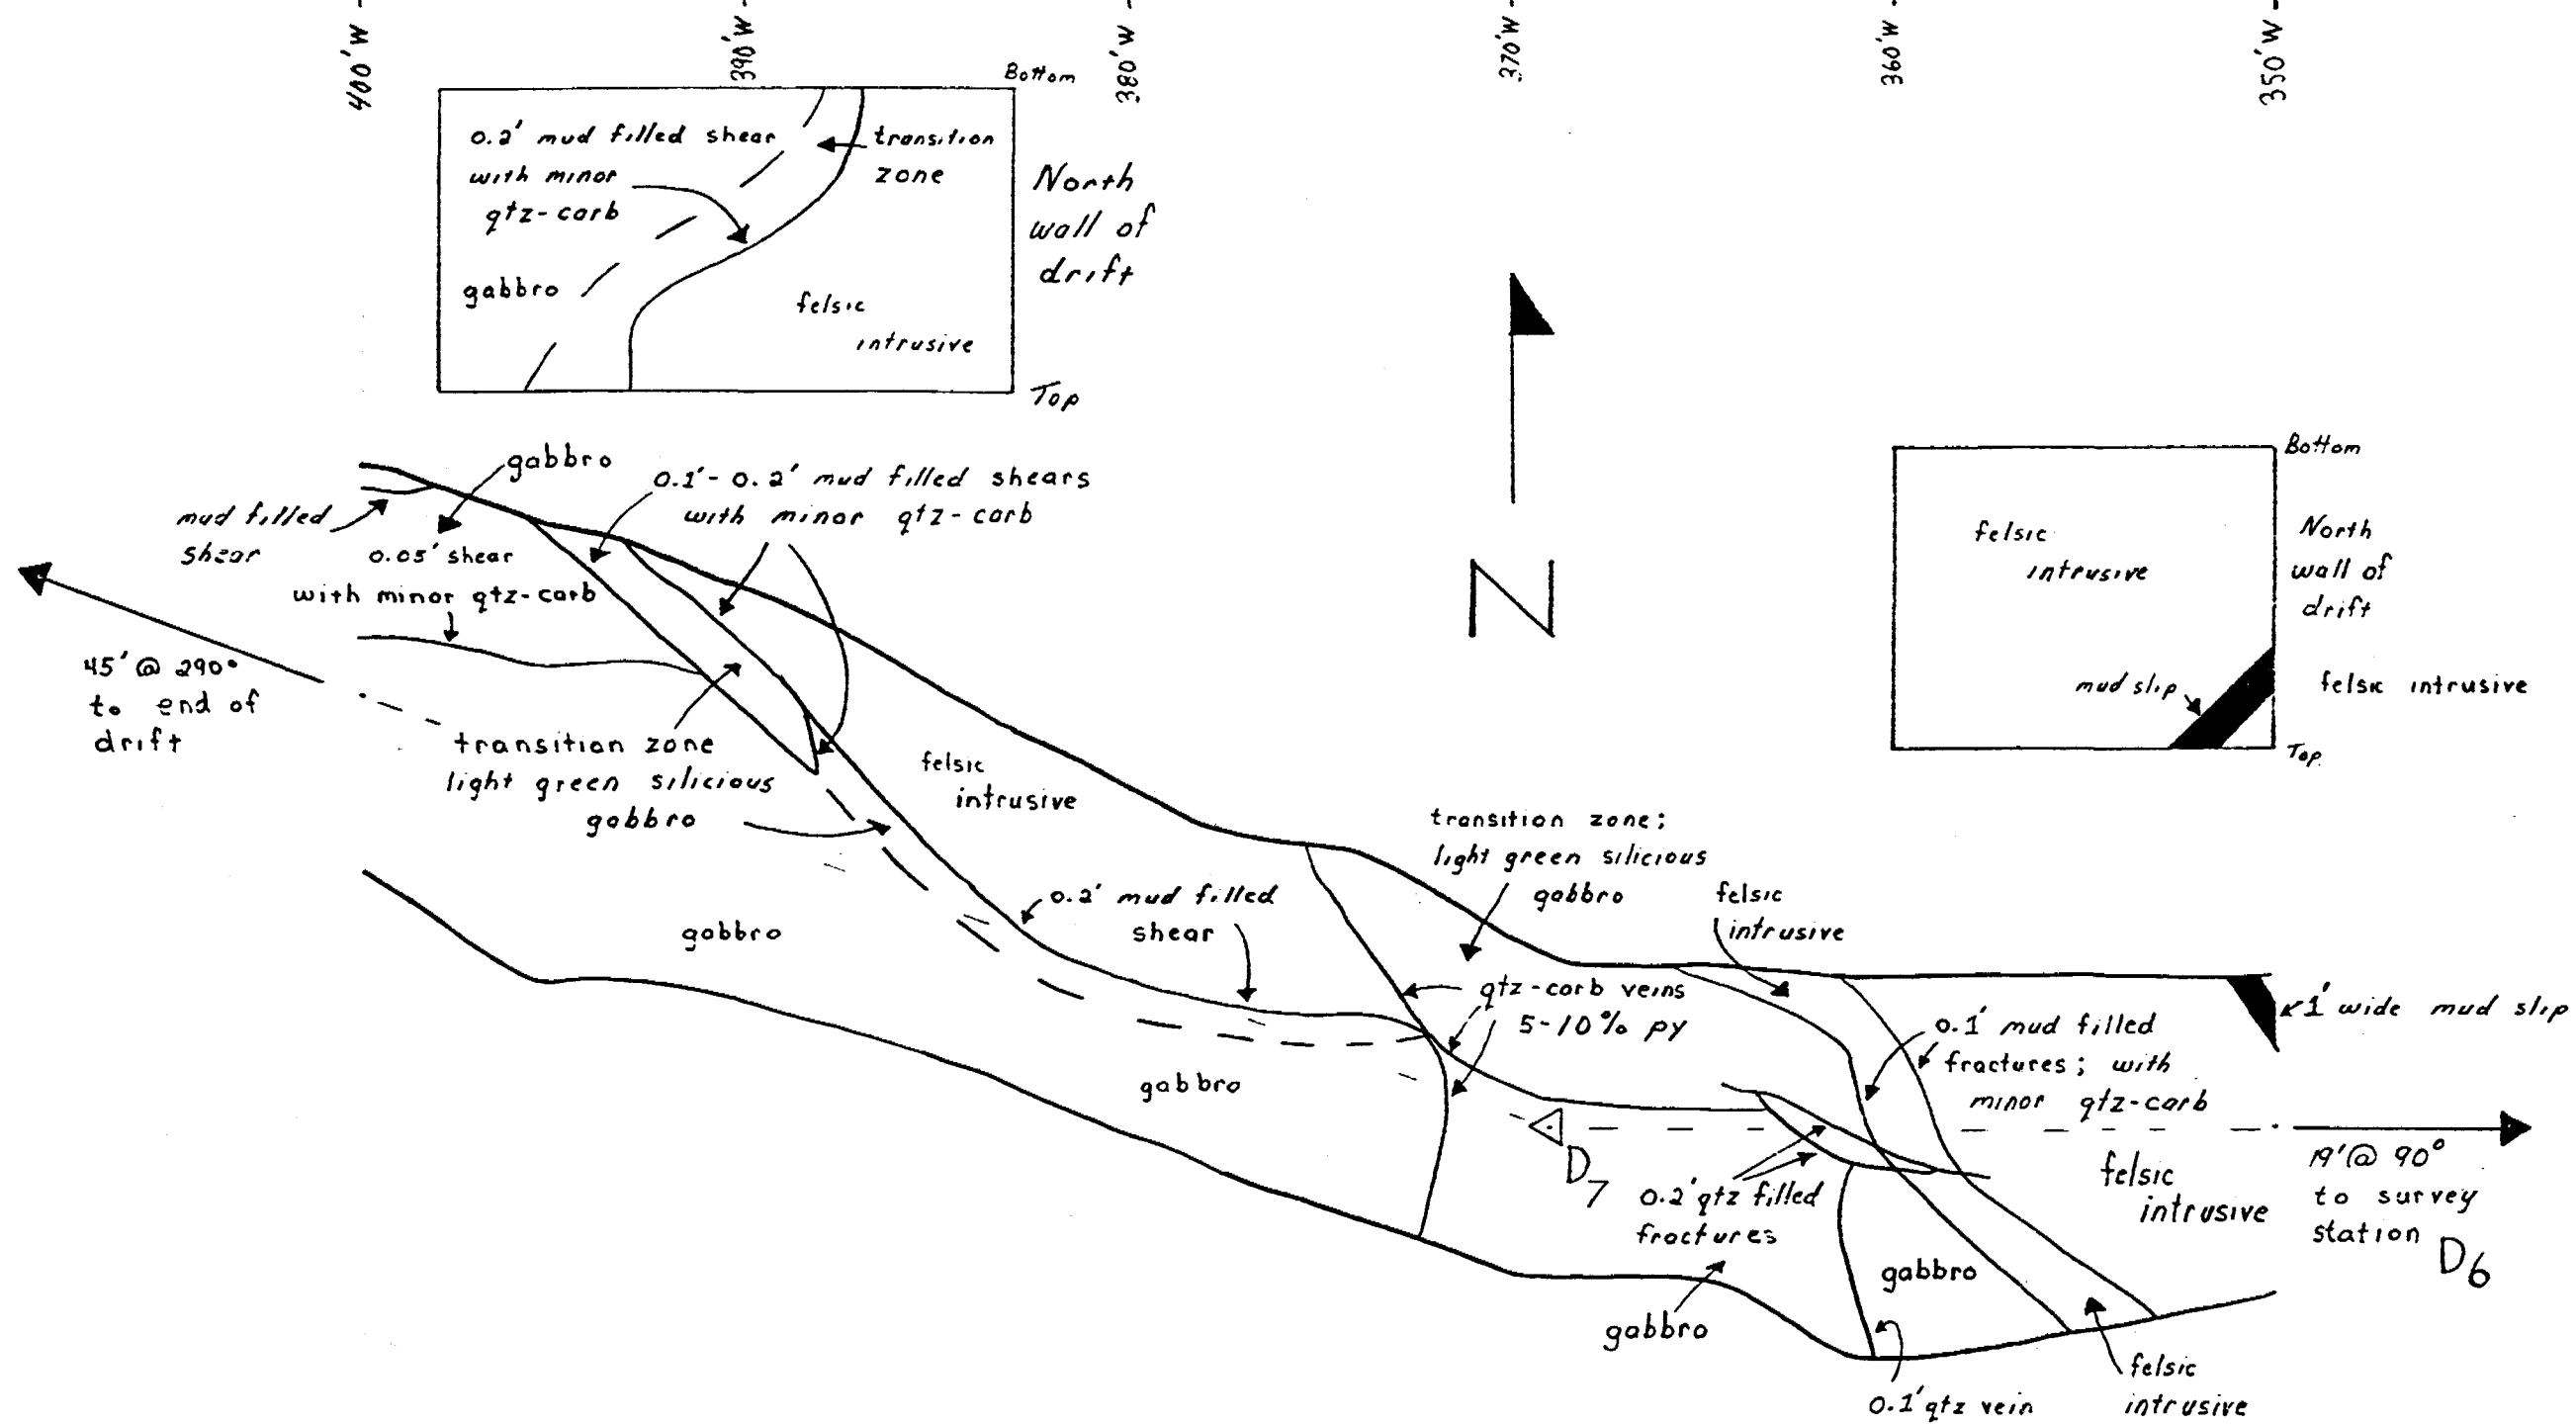 400'W
390'W
380'W
370'W
360'W
350'W
Bottom
0.2' mud filled shear
with minor
qtz-carb
transition
zone
gabbro
felsic
intrusive
North
wall of
drift
Top
N
Bottom
felsic
intrusive
North
wall of
drift
mud slip
Top
felsic intrusive
gabbro
mud filled
shear
0.1'-0.2' mud filled shears
with minor qtz-carb
0.05' shear
with minor qtz-carb
45' @ 290°
to end of
drift
transition zone
light green silicious
gabbro
felsic
intrusive
gabbro
0.2' mud filled
shear
gabbro
transition zone;
light green silicious
gabbro
felsic
intrusive
qtz-carb veins
5-10% py
1' wide mud slip
0.1' mud filled
fractures; with
minor qtz-carb
D7
0.2' qtz filled
fractures
felsic
intrusive
19' @ 90°
to survey
station D6
gabbro
gabbro
0.1' qtz vein
felsic
intrusive